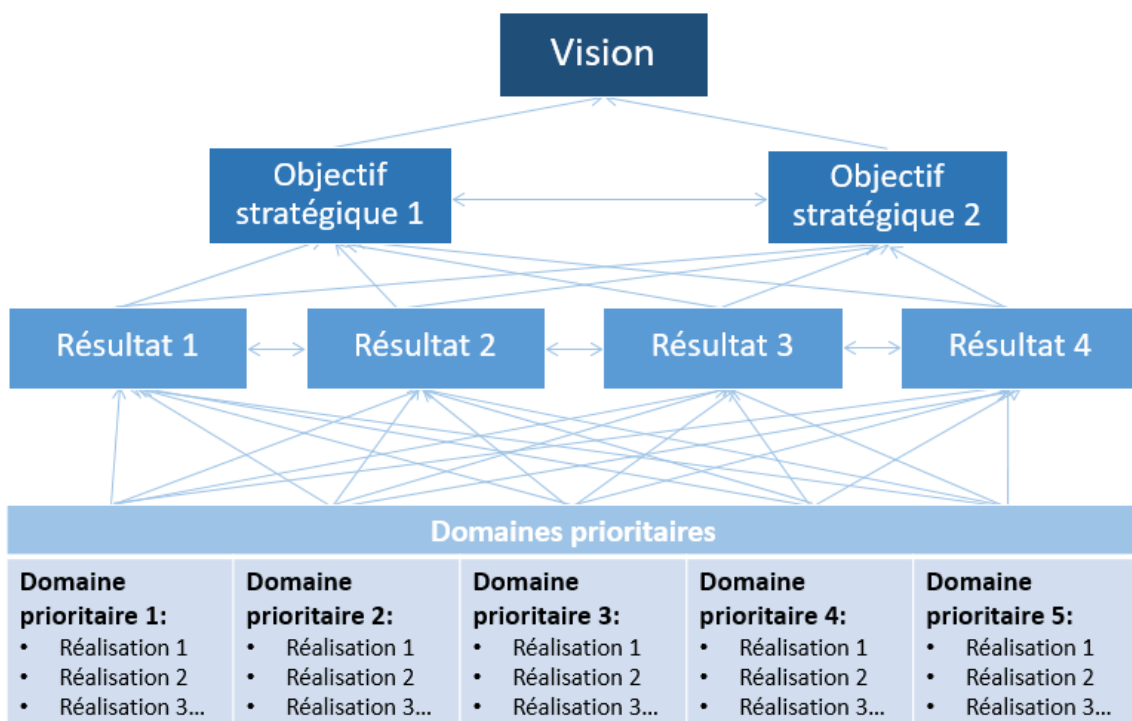 Vision
Objectif
stratégique 1
Objectif
stratégique 2
Résultat 1
Résultat 2
Résultat 3
Résultat 4
Domaines prioritaires
Domaine
prioritaire 1:
• Réalisation 1
• Réalisation 2
• Réalisation 3...
Domaine
prioritaire 2:
• Réalisation 1
• Réalisation 2
• Réalisation 3...
Domaine
prioritaire 3:
• Réalisation 1
• Réalisation 2
• Réalisation 3...
Domaine
prioritaire 4:
• Réalisation 1
• Réalisation 2
• Réalisation 3...
Domaine
prioritaire 5:
• Réalisation 1
• Réalisation 2
• Réalisation 3...